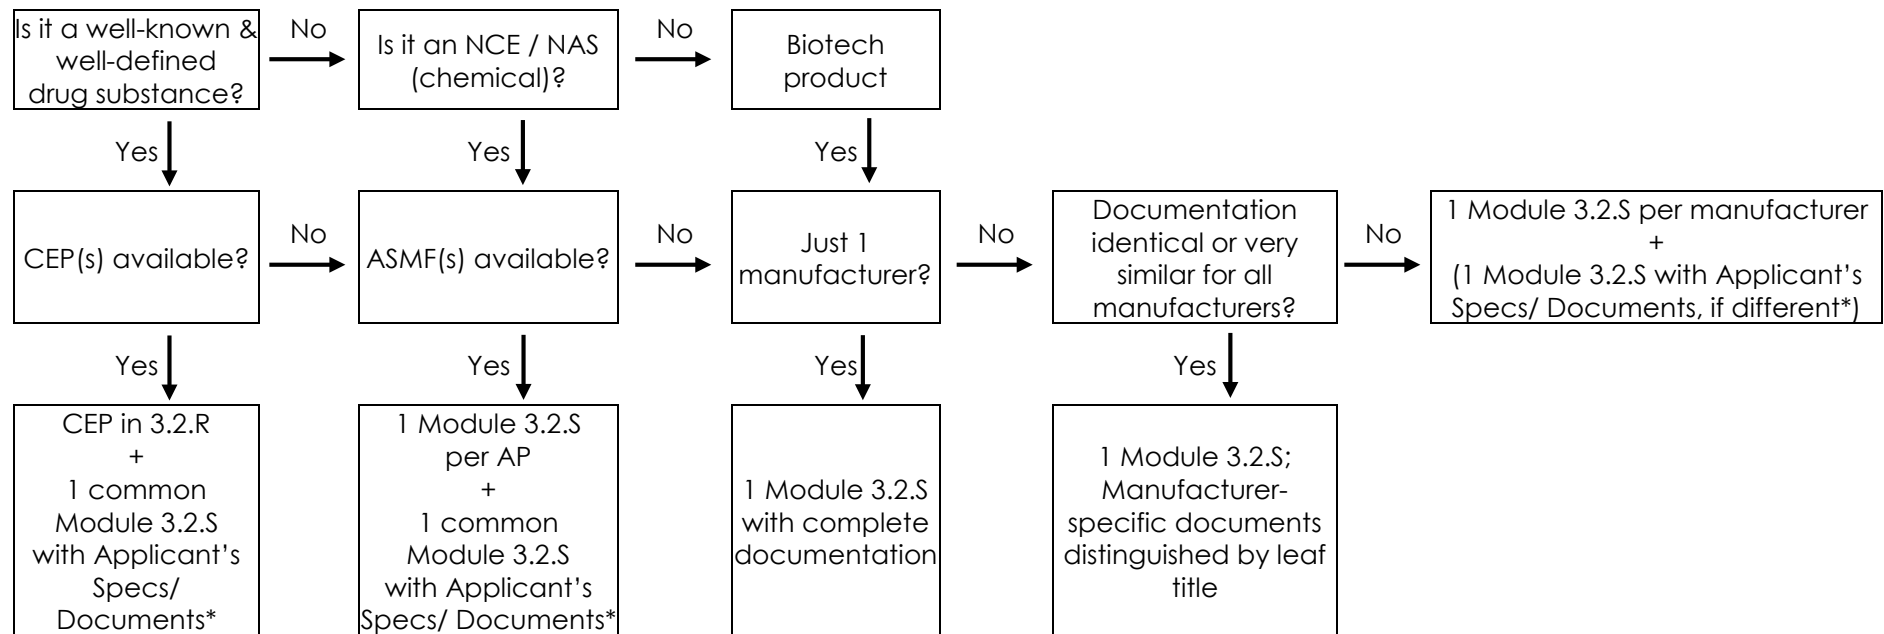 Is it a well-known &
well-defined
drug substance?
No
Is it an NCE / NAS
(chemical)?
No
Biotech
product
Yes
Yes
Yes
CEP(s) available?
No
ASMF(s) available?
No
Just 1
manufacturer?
No
Documentation
identical or very
similar for all
manufacturers?
No
1 Module 3.2.S per manufacturer
+
(1 Module 3.2.S with Applicant’s
Specs/ Documents, if different*)
Yes
Yes
Yes
Yes
CEP in 3.2.R
+
1 common
Module 3.2.S
with Applicant’s
Specs/
Documents*
1 Module 3.2.S
per AP
+
1 common
Module 3.2.S
with Applicant’s
Specs/ Documents*
1 Module 3.2.S
with complete
documentation
1 Module 3.2.S;
Manufacturer-
specific documents
distinguished by leaf
title